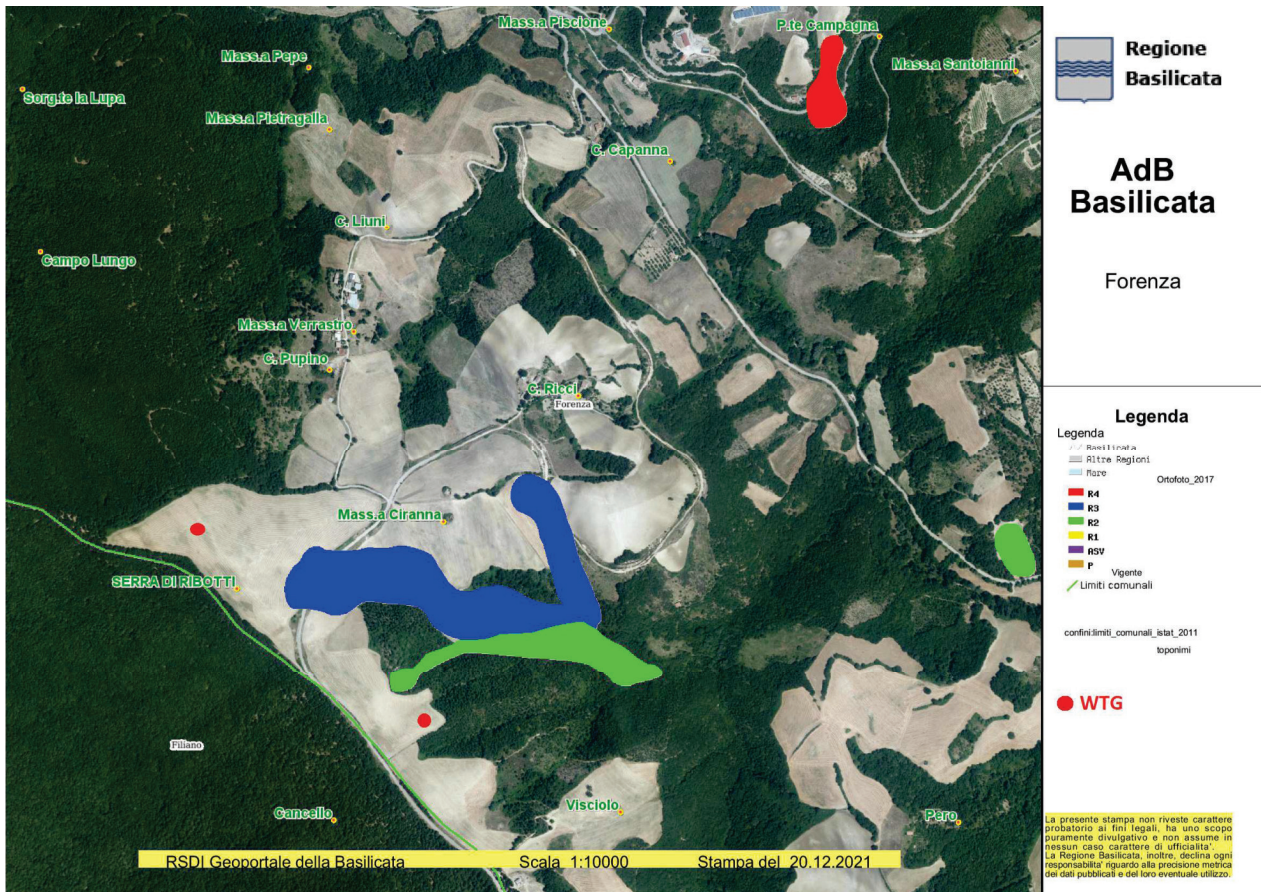 Mass.a Piscione
P.te Campagna
Mass.a Pepe
Mass.a Santoianni
Sorg.te la Lupa
Mass.a Pietragalla
C. Capanna
C. Liuni
Campo Lungo
Mass.a Verrastro
C. Pupino
C. Ricci
Forenza
Mass.a Ciranna
SERRA DI RIBOTTI
Filiano
Cancello
Visciolo
Pero
RSDI Geoportale della Basilicata
Scala 1:10000
Stampa del 20.12.2021
Regione
Basilicata
AdB
Basilicata
Forenza
Legenda
Legenda
Basilicata
Altre Regioni
Mare
Ortofoto_2017
R4
R3
R2
R1
ASV
P
Vigente
Limiti comunali
confini:limiti_comunali_istat_2011
toponimi
WTG
La presente stampa non riveste carattere
probatorio ai fini legali, ha uno scopo
puramente divulgativo e non assume in
nessun caso carattere di ufficialita'.
La Regione Basilicata, inoltre, declina ogni
responsabilita' riguardo alla precisione metrica
dei dati pubblicati e del loro eventuale utilizzo.